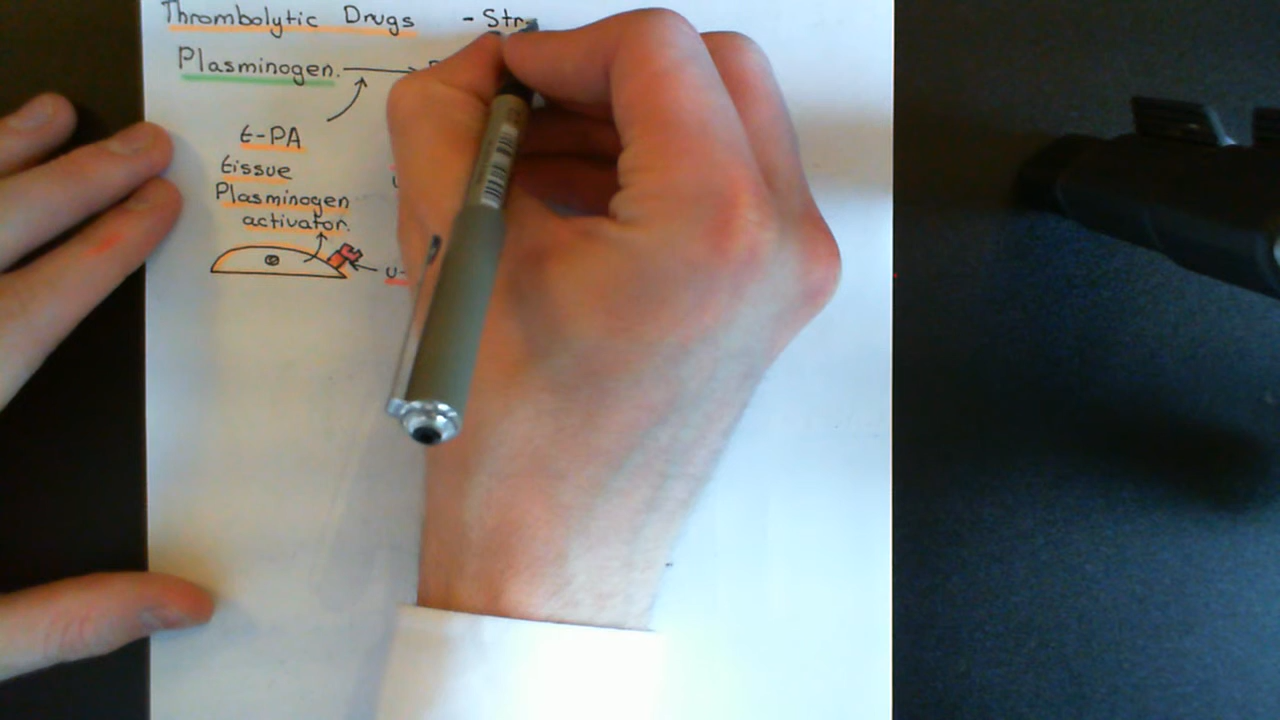 Thrombolytic Drugs - Str
Plasminogen.
t-PA
tissue
Plasminogen
activator.
u-